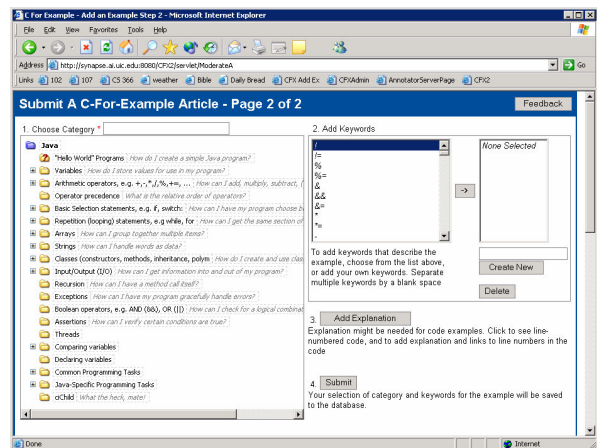 C For Example - Add an Example Step 2 - Microsoft Internet Explorer
File Edit View Favorites Tools Help
Address http://synapse.ai.uic.edu:8080/CFX2/servlet/ModerateA Go
Links 102 107 CS 366 weather Bible Daily Bread CFX Add Ex CFXAdmin AnnotatorServerPage CFX2
Submit A C-For-Example Article - Page 2 of 2
Feedback
1. Choose Category *
Java
"Hello World" Programs How do I create a simple Java program?
Variables How do I store values for use in my program?
Arithmetic operators, e.g. +,-,*,/,%,+=, ... How can I add, multiply, subtract, (
Operator precedence What is the relative order of operators?
Basic Selection statements, e.g. if, switch: How can I have my program choose b
Repetition (looping) statements, e.g while, for How can I get the same section of
Arrays How can I group together multiple items?
Strings How can I handle words as data?
Classes (constructors, methods, inheritance, polym How do I create and use clas
Input/Output (I/O) How can I get information into and out of my program?
Recursion How can I have a method call itself?
Exceptions How can I have my program gracefully handle errors?
Boolean operators, e.g. AND (&&), OR (||) How can I check for a logical combinat
Assertions How can I verify certain conditions are true?
Threads
Comparing variables
Declaring variables
Common Programming Tasks
Java-Specific Programming Tasks
ciChild What the heck, mate!
2. Add Keywords
!
!=
%
%=
&
&&
&=
*
*=
-
->
None Selected
To add keywords that describe the
example, choose from the list above,
or add your own keywords. Separate
multiple keywords by a blank space
Create New
Delete
3. Add Explanation
Explanation might be needed for code examples. Click to see line-
numbered code, and to add explanation and links to line numbers in the
code
4. Submit
Your selection of category and keywords for the example will be saved
to the database.
Done
Internet